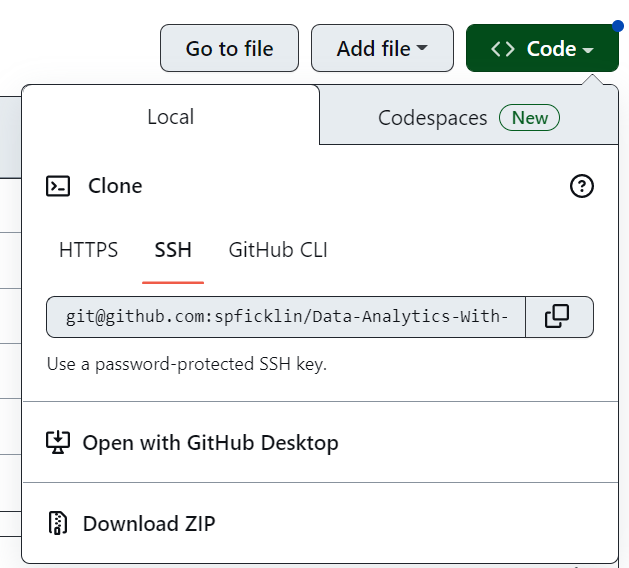 Go to file
Add file
Code
Local
Codespaces New
Clone
HTTPS SSH GitHub CLI
git@github.com:spficklin/Data-Analytics-With-
Use a password-protected SSH key.
Open with GitHub Desktop
Download ZIP